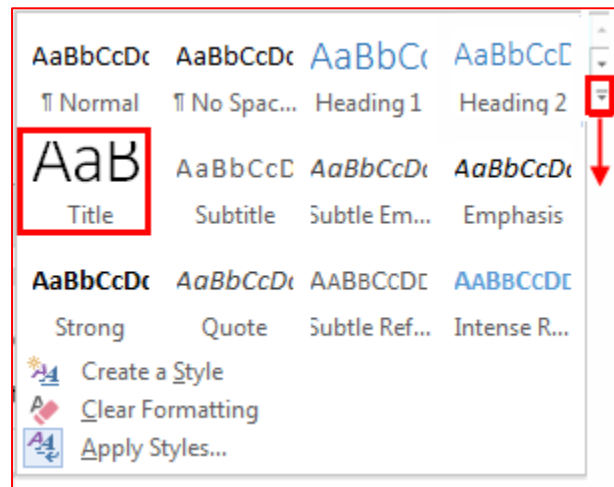 AaBbCcDc AaBbCcDc AaBbCc AaBbCcD
¶ Normal ¶ No Spac... Heading 1 Heading 2
AaB AaBbCcD AaBbCcDc AaBbCcDc
Title Subtitle Subtle Em... Emphasis
AaBbCcDc AaBbCcDc AaBbCcDd AaBbCcDd
Strong Quote Subtle Ref... Intense R...
Create a Style
Clear Formatting
Apply Styles...